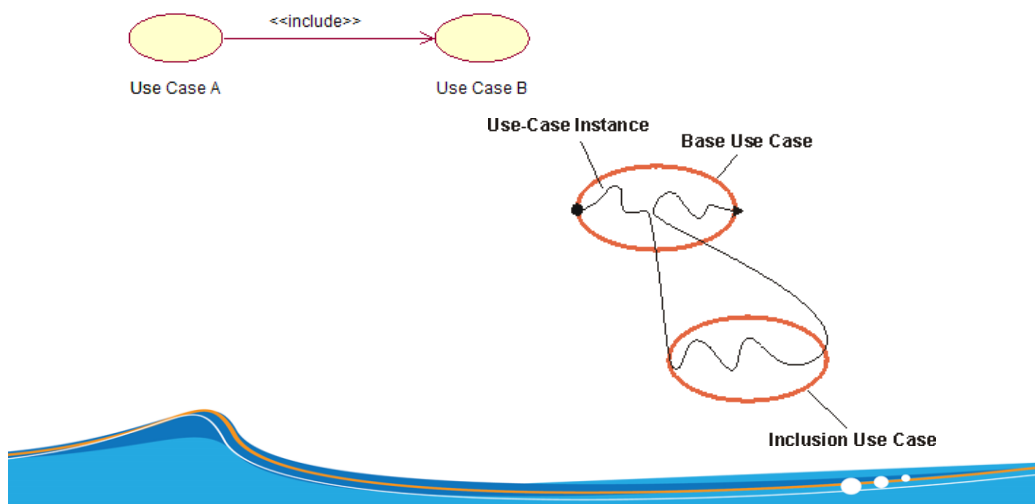 <<include>>
Use Case A
Use Case B
Use-Case Instance
Base Use Case
Inclusion Use Case